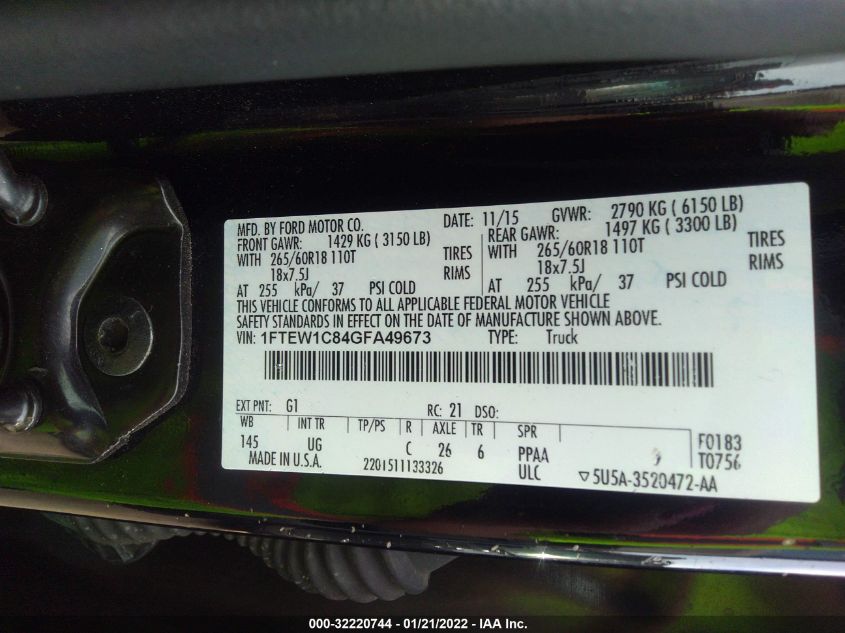 MFD. BY FORD MOTOR CO. DATE: 11/15 GVWR: 2790 KG ( 6150 LB)
FRONT GAWR: 1429 KG ( 3150 LB) REAR GAWR: 1497 KG ( 3300 LB)
WITH 265/60R18 110T TIRES WITH 265/60R18 110T TIRES
18x7.5J RIMS 18x7.5J RIMS
AT 255 kPa/ 37 PSI COLD AT 255 kPa/ 37 PSI COLD
THIS VEHICLE CONFORMS TO ALL APPLICABLE FEDERAL MOTOR VEHICLE
SAFETY STANDARDS IN EFFECT ON THE DATE OF MANUFACTURE SHOWN ABOVE.
VIN: 1FTEW1C84GFA49673 TYPE: Truck
EXT PNT: G1 RC: 21 DSO:
WB INT TR TP/PS R AXLE TR SPR
145 UG C 26 6 PPAA F0183
MADE IN U.S.A. 2201511133326 ULC T0756
▽5U5A-3520472-AA
000-32220744 — 01/21/2022 — IAA Inc.